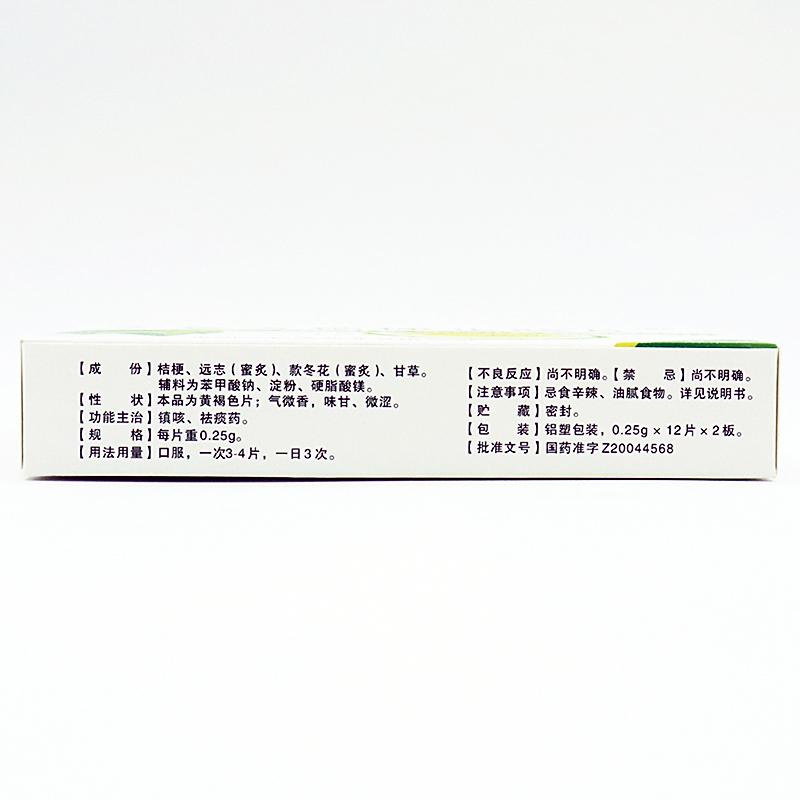 【成　份】桔梗、远志(蜜炙)、款冬花(蜜炙)、甘草。
辅料为苯甲酸钠、淀粉、硬脂酸镁。
【性　状】本品为黄褐色片；气微香，味甘、微涩。
【功能主治】镇咳、祛痰药。
【规　格】每片重0.25g。
【用法用量】口服，一次3-4片，一日3次。
【不良反应】尚不明确。【禁　忌】尚不明确。
【注意事项】忌食辛辣、油腻食物。详见说明书。
【贮　藏】密封。
【包　装】铝塑包装，0.25g×12片×2板。
【批准文号】国药准字Z20044568